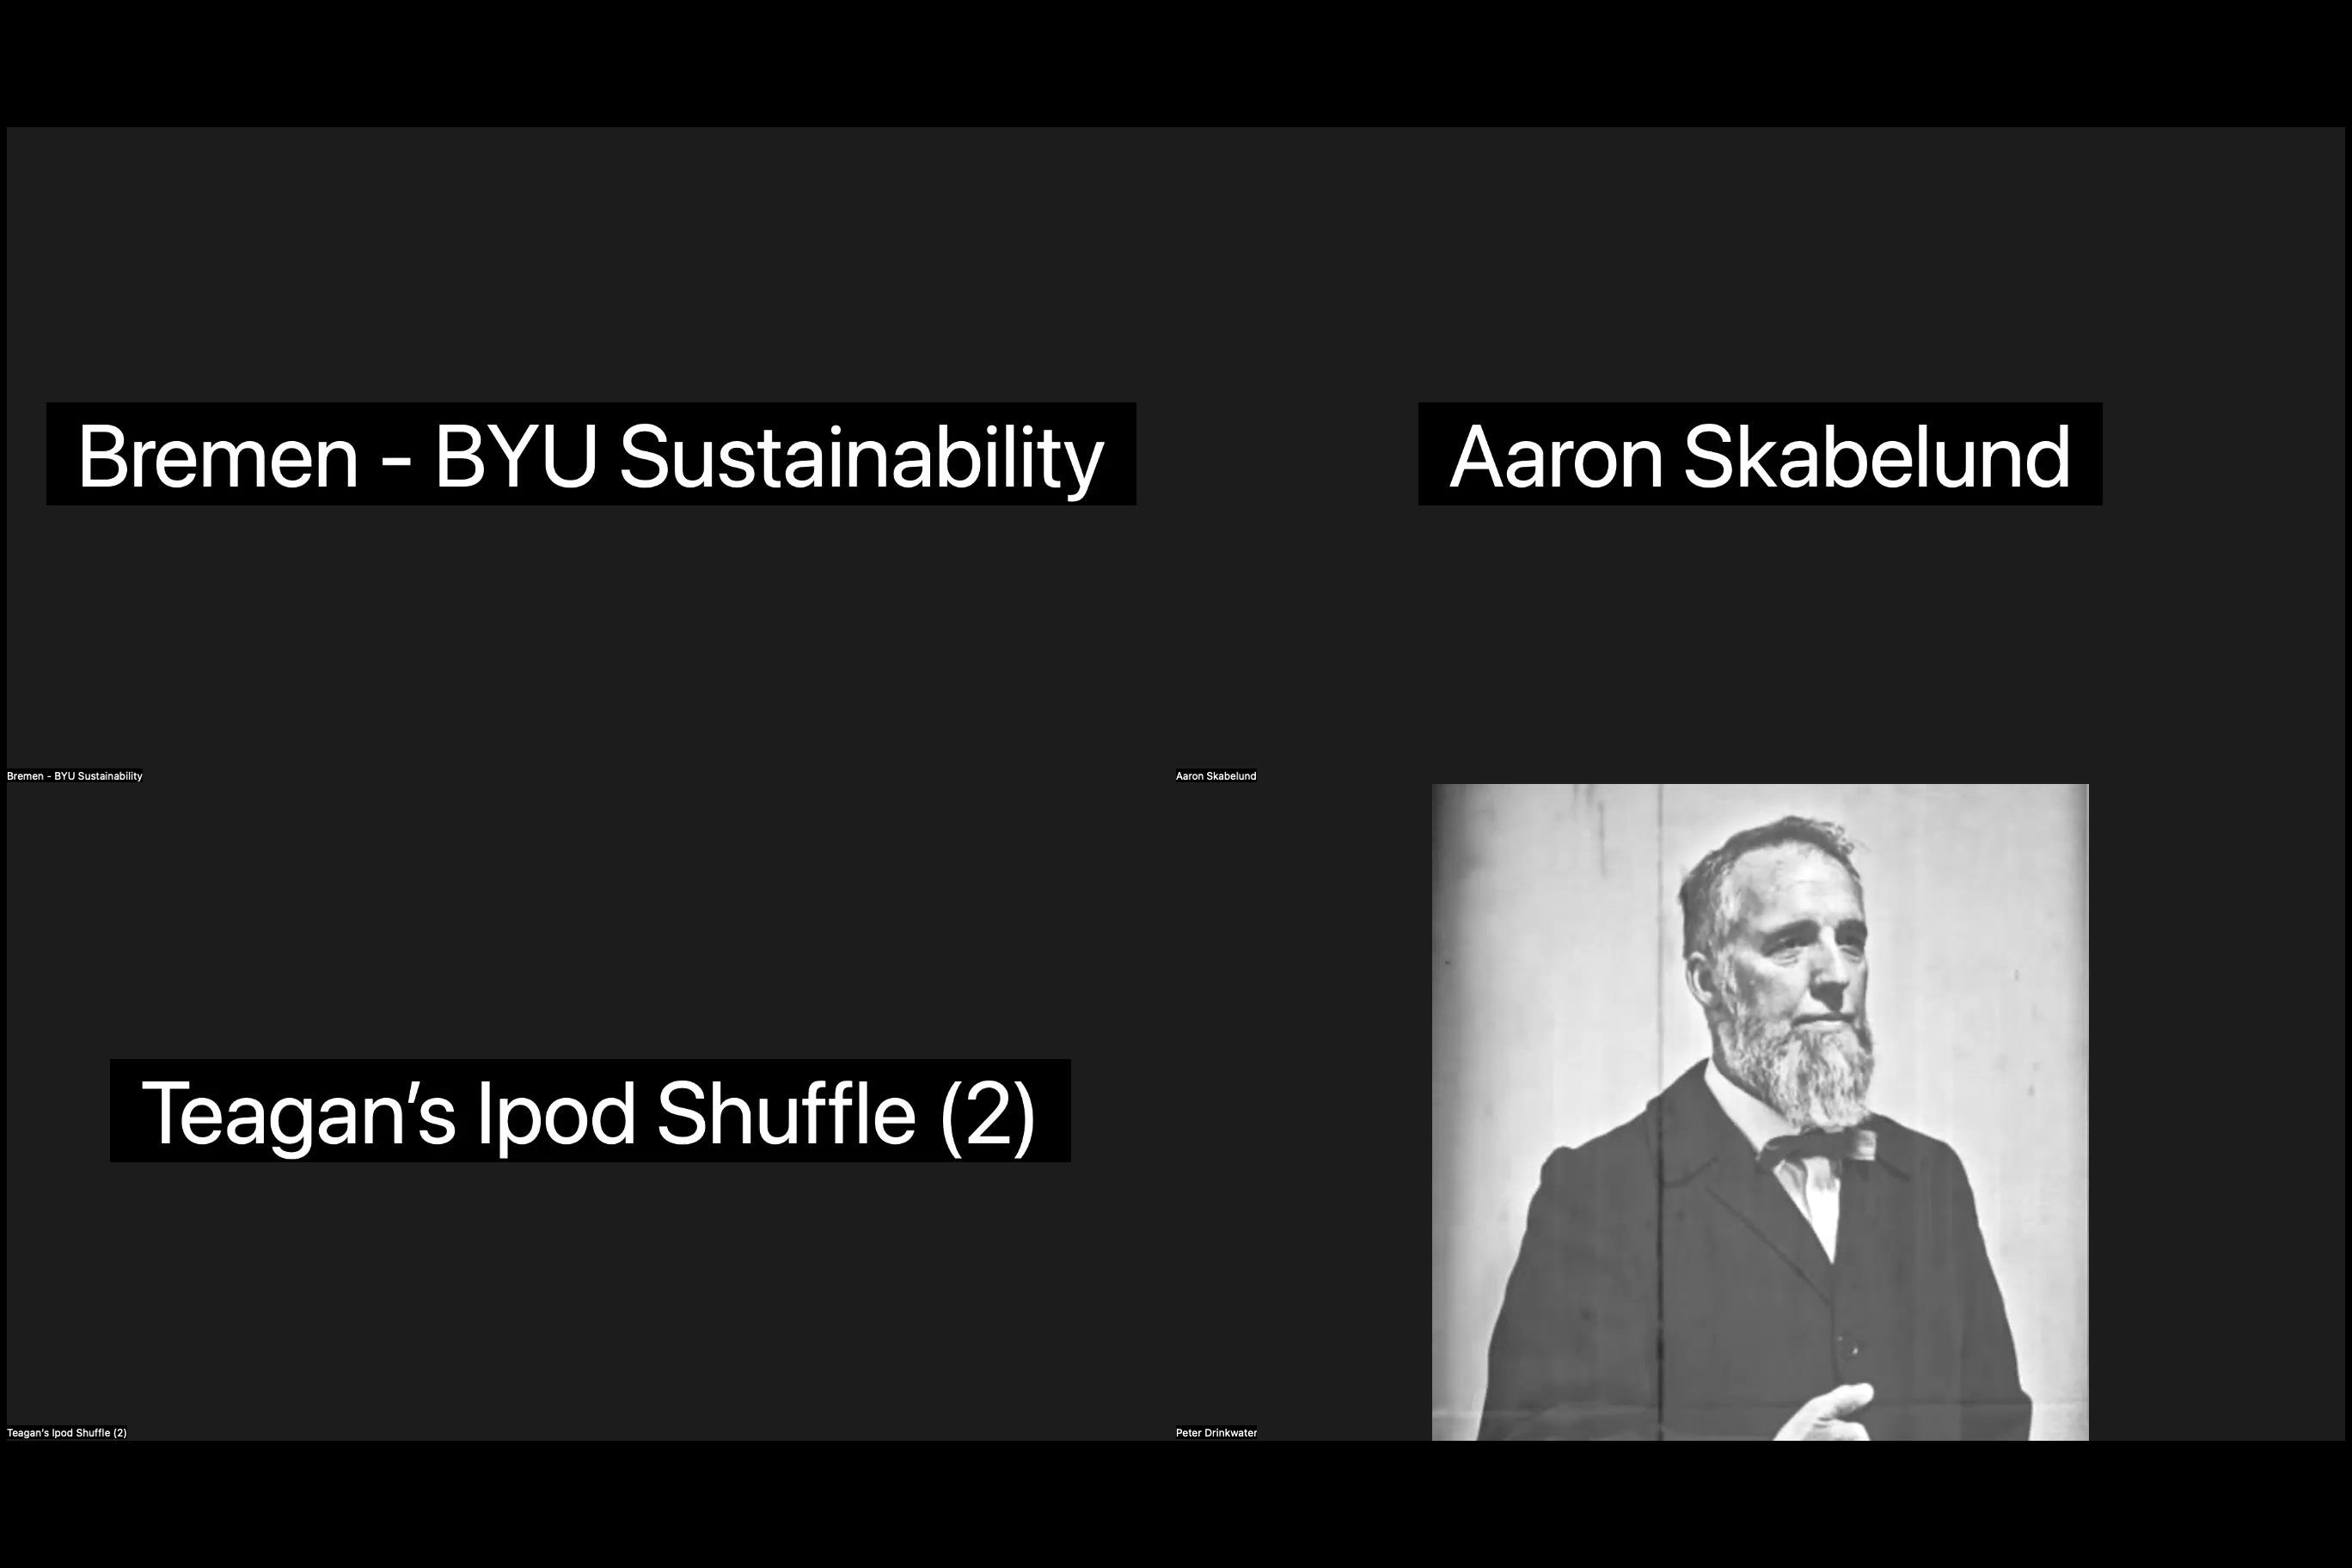 Bremen - BYU Sustainability
Aaron Skabelund
Bremen - BYU Sustainability
Aaron Skabelund
Teagan’s Ipod Shuffle (2)
Teagan’s Ipod Shuffle (2)
Peter Drinkwater